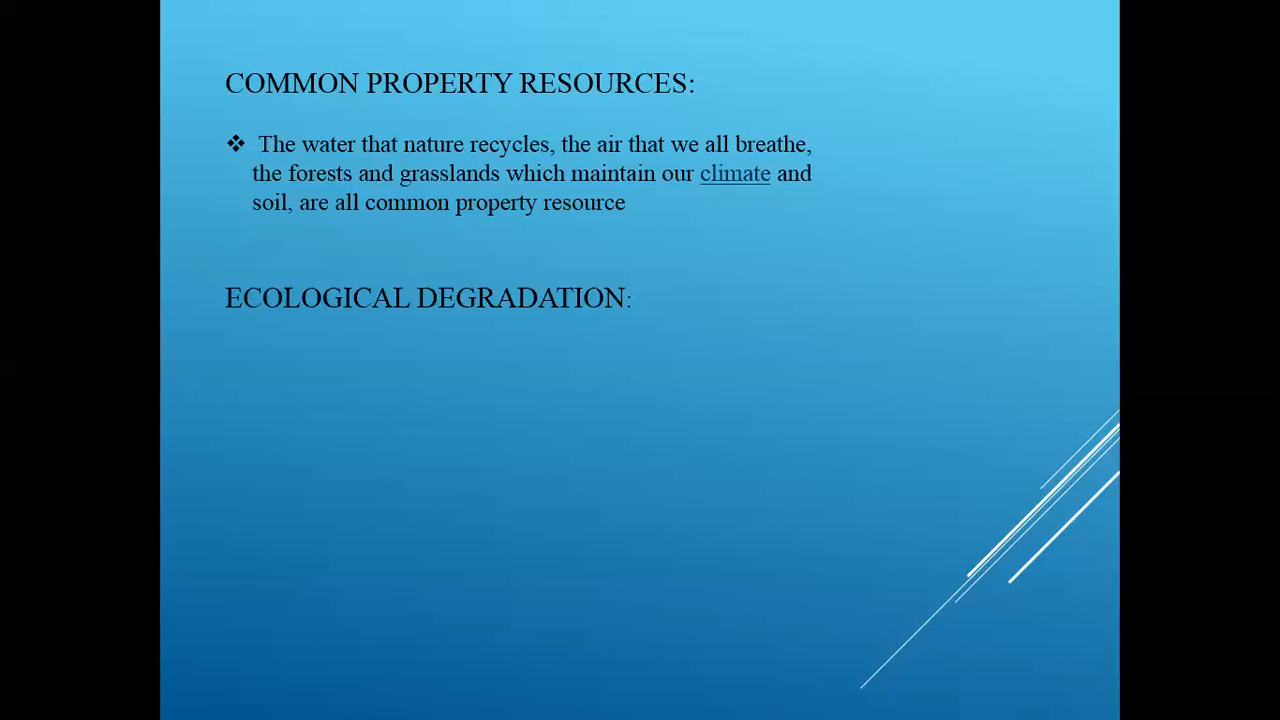 COMMON PROPERTY RESOURCES:
❖ The water that nature recycles, the air that we all breathe,
the forests and grasslands which maintain our climate and
soil, are all common property resource
ECOLOGICAL DEGRADATION: